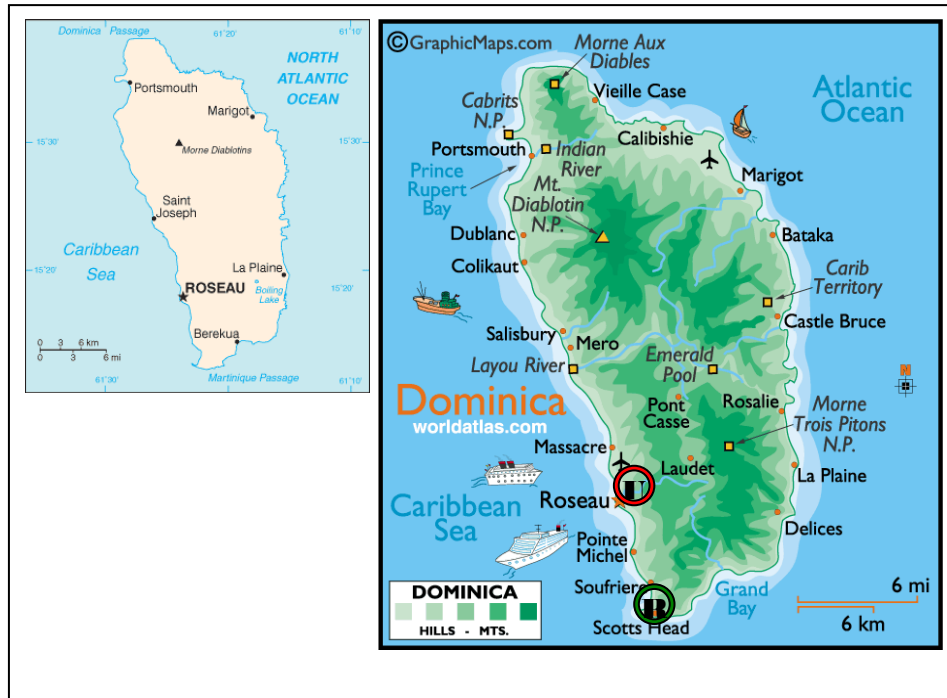 Dominica Passage
61°20
61°10
NORTH
ATLANTIC
OCEAN
Portsmouth
Marigot
15°30
15°30
Morne Diablotins
Saint
Joseph
Caribbean
Sea
La Plaine
15°20
Boiling
Lake
15°20
ROSEAU
Berekua
0 3 6 km
0 3 6 mi
Martinique Passage
61°30
61°10
©GraphicMaps.com
Morne Aux
Diables
Atlantic
Ocean
Vieille Case
Cabrits
N.P.
Calibishie
Portsmouth
Indian
River
Prince
Rupert
Bay
Marigot
Mt.
Diablotin
N.P.
Dublanc
Bataka
Colikaut
Carib
Territory
Castle Bruce
Salisbury
Mero
Layou River
Emerald
Pool
N
Dominica
worldatlas.com
Pont
Casse
Rosalie
Morne
Trois Pitons
N.P.
Massacre
Laudet
La Plaine
U
Roseau
Caribbean
Sea
Delices
Pointe
Michel
Soufriere
Grand
Bay
B
Scotts Head
6 mi
6 km
DOMINICA
HILLS - MTS.